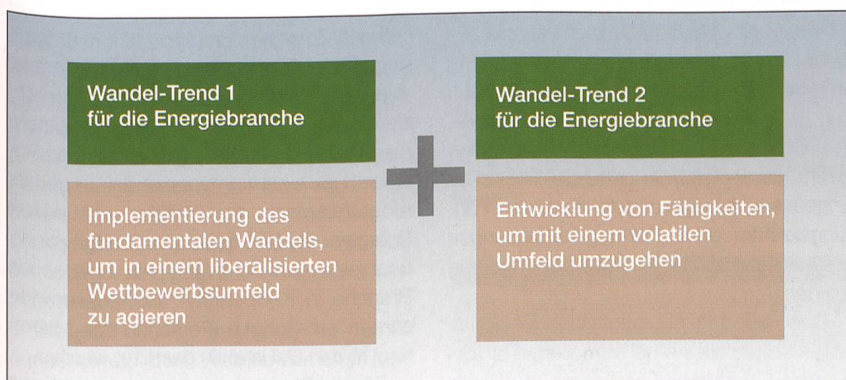 Wandel-Trend 1
für die Energiebranche
Implementierung des
fundamentalen Wandels,
um in einem liberalisierten
Wettbewerbsumfeld
zu agieren
Wandel-Trend 2
für die Energiebranche
Entwicklung von Fähigkeiten,
um mit einem volatilen
Umfeld umzugehen